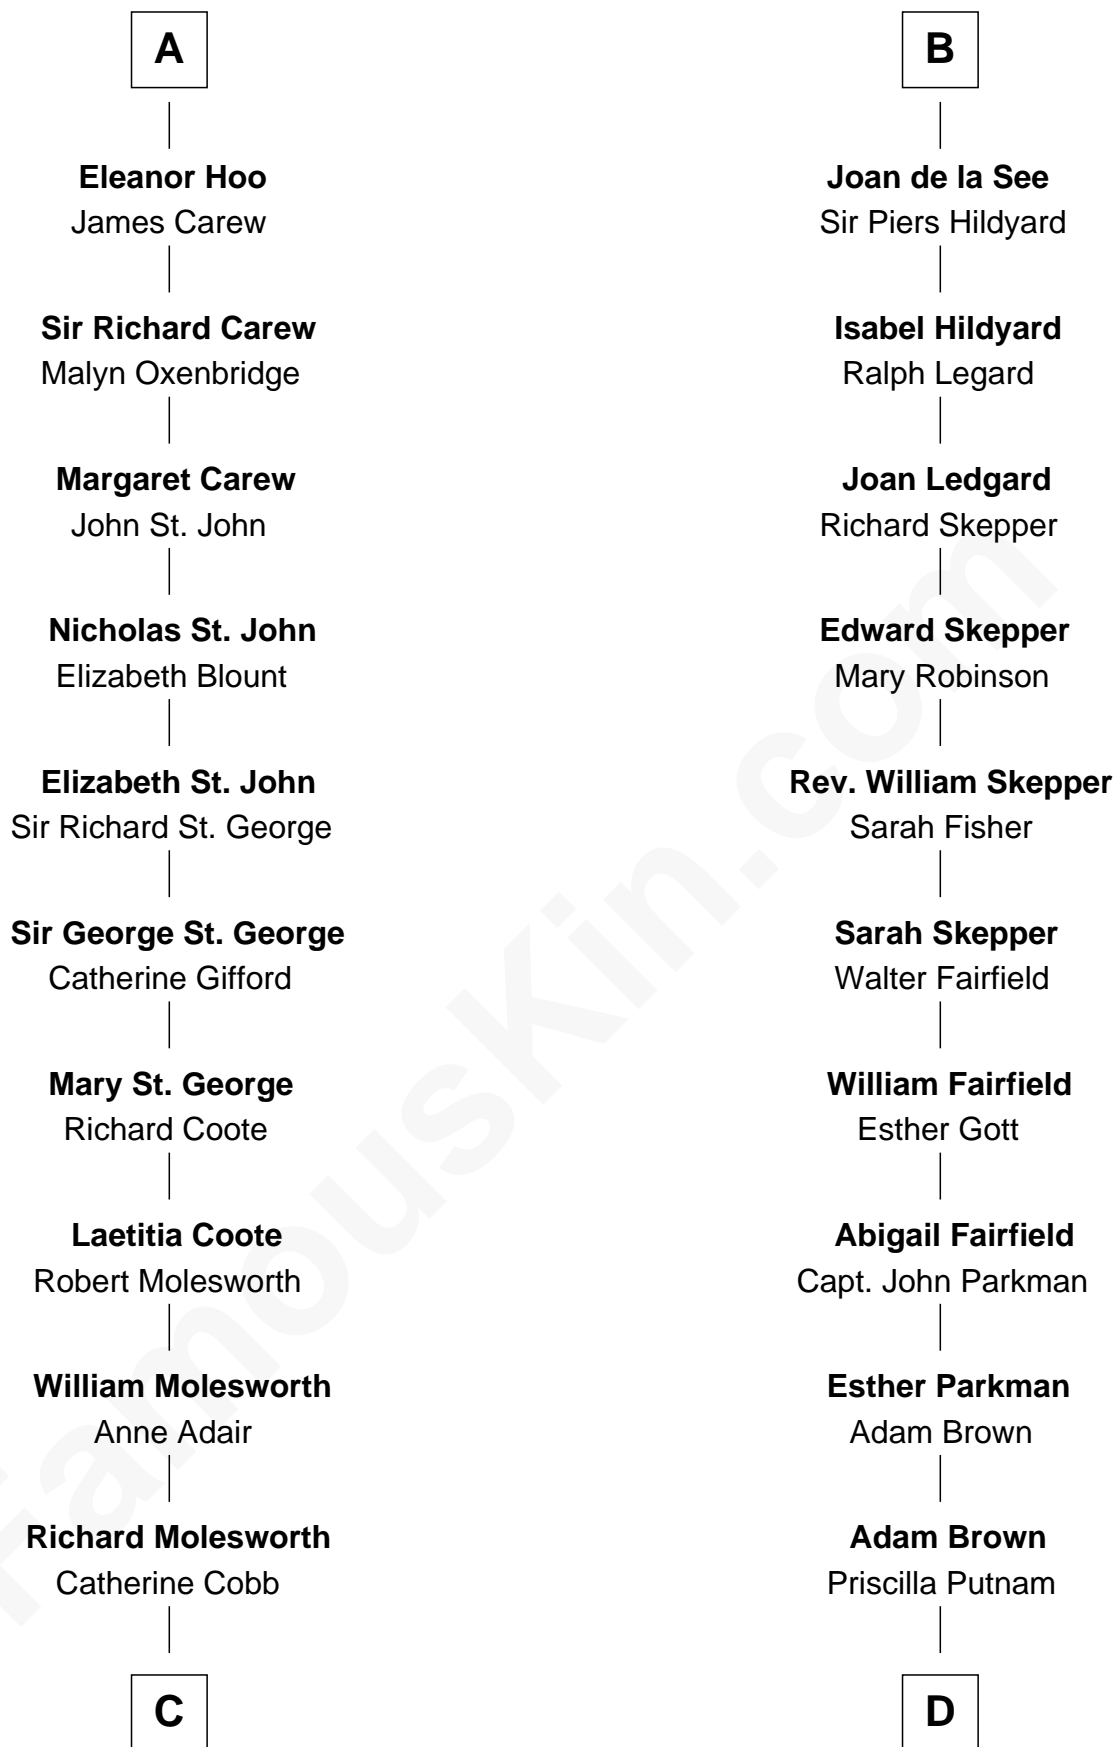 A
Eleanor Hoo
James Carew
Sir Richard Carew
Malyn Oxenbridge
Margaret Carew
John St. John
Nicholas St. John
Elizabeth Blount
Elizabeth St. John
Sir Richard St. George
Sir George St. George
Catherine Gifford
Mary St. George
Richard Coote
Laetitia Coote
Robert Molesworth
William Molesworth
Anne Adair
Richard Molesworth
Catherine Cobb
C
B
Joan de la See
Sir Piers Hildyard
Isabel Hildyard
Ralph Legard
Joan Ledgard
Richard Skepper
Edward Skepper
Mary Robinson
Rev. William Skepper
Sarah Fisher
Sarah Skepper
Walter Fairfield
William Fairfield
Esther Gott
Abigail Fairfield
Capt. John Parkman
Esther Parkman
Adam Brown
Adam Brown
Priscilla Putnam
D
FamousKin.com